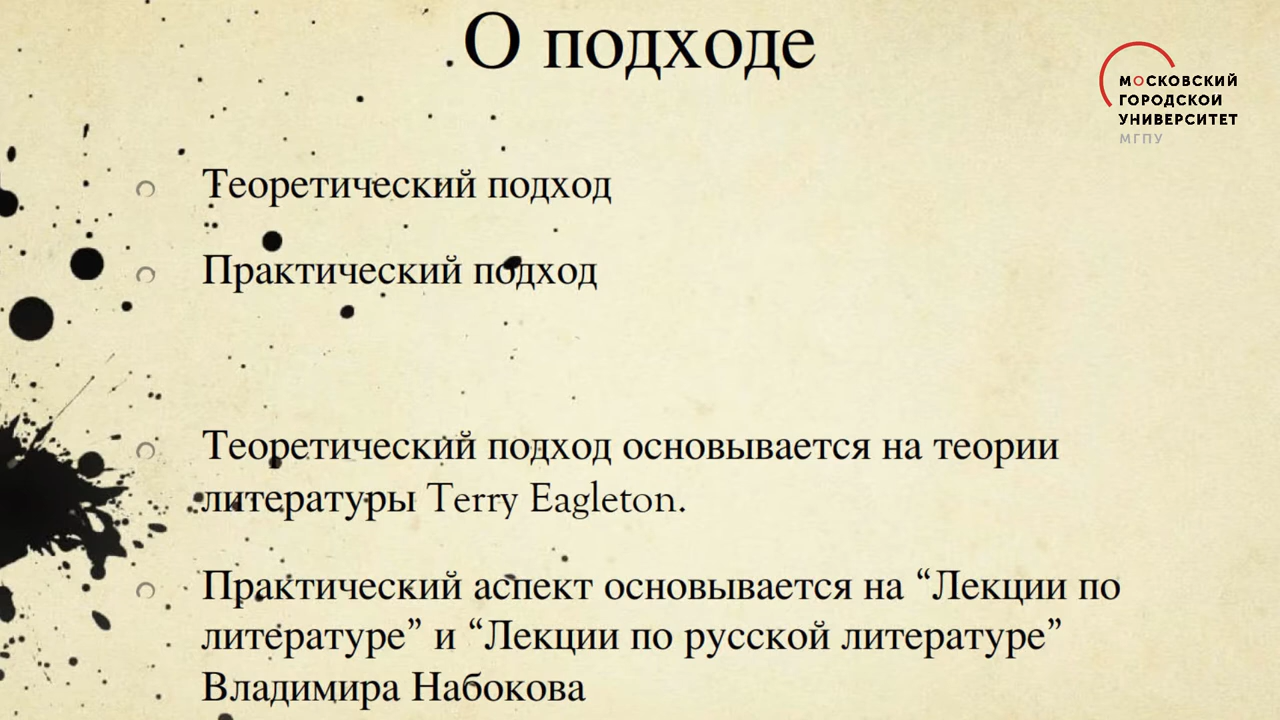 О подходе
МОСКОВСКИЙ
ГОРОДСКОЙ
УНИВЕРСИТЕТ
МГПУ
Теоретический подход
Практический подход
Теоретический подход основывается на теории
литературы Terry Eagleton.
Практический аспект основывается на “Лекции по
литературе” и “Лекции по русской литературе”
Владимира Набокова